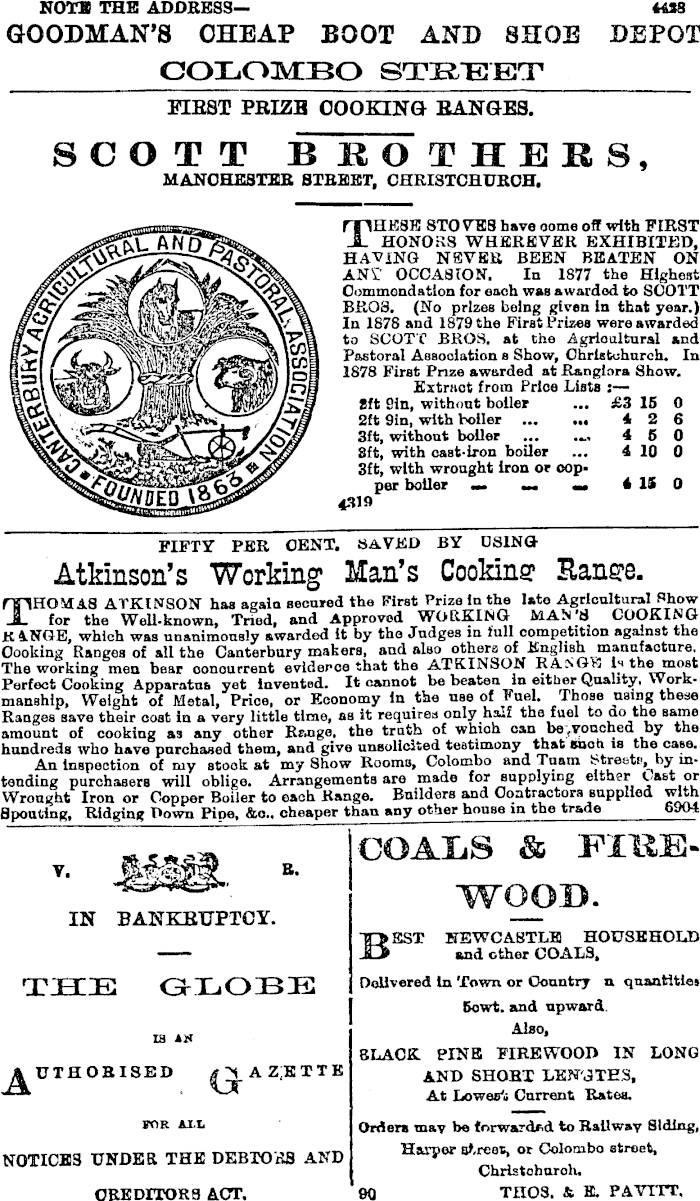 NOTE THE ADDRESS— 4428
GOODMAN'S CHEAP BOOT AND SHOE DEPOT
COLOMBO STREET
FIRST PRIZE COOKING RANGES.
SCOTT BROTHERS,
MANCHESTER STREET, CHRISTCHURCH.
CANTERBURY AGRICULTURAL AND PASTORAL ASSOCIATION
FOUNDED 1863
THESE STOVES have come off with FIRST
HONORS WHEREVER EXHIBITED,
HAVING NEVER BEEN BEATEN ON
ANY OCCASION. In 1877 the Highest
Commendation for each was awarded to SCOTT
BROS. (No prizes being given in that year.)
In 1878 and 1879 the First Prizes were awarded
to SCOTT BROS. at the Agricultural and
Pastoral Association s Show, Christchurch. In
1878 First Prize awarded at Rangiora Show.
Extract from Price Lists :—
2ft 9in, without boiler ... £3 15 0
2ft 9in, with boiler ... ... 4 2 6
3ft, without boiler ... ... 4 5 0
3ft, with cast-iron boiler ... 4 10 0
3ft, with wrought iron or cop-
per boiler — — — 4 15 0
4319
FIFTY PER CENT. SAVED BY USING
Atkinson's Working Man's Cooking Range.
THOMAS ATKINSON has again secured the First Prize in the late Agricultural Show
for the Well-known, Tried, and Approved WORKING MAN'S COOKING
RANGE, which was unanimously awarded it by the Judges in full competition against the
Cooking Ranges of all the Canterbury makers, and also others of English manufacture.
The working men bear concurrent evidence that the ATKINSON RANGE is the most
Perfect Cooking Apparatus yet invented. It cannot be beaten in either Quality, Work-
manship, Weight of Metal, Price, or Economy in the use of Fuel. Those using these
Ranges save their cost in a very little time, as it requires only half the fuel to do the same
amount of cooking as any other Range, the truth of which can be vouched by the
hundreds who have purchased them, and give unsolicited testimony that such is the case.
An inspection of my stock at my Show Rooms, Colombo and Tuam Streets, by in-
tending purchasers will oblige. Arrangements are made for supplying either Cast or
Wrought Iron or Copper Boiler to each Range. Builders and Contractors supplied with
Spouting, Ridging Down Pipe, &c., cheaper than any other house in the trade 6904
V. R.
IN BANKRUPTCY.
THE GLOBE
IS AN
AUTHORISED GAZETTE
FOR ALL
NOTICES UNDER THE DEBTORS AND
CREDITORS ACT.
COALS & FIRE-
WOOD.
BEST NEWCASTLE HOUSEHOLD
and other COALS,
Delivered in Town or Country n quantities
5cwt. and upward
Also,
BLACK PINE FIREWOOD IN LONG
AND SHORT LENGTHS,
At Lowest Current Rates.
Orders may be forwarded to Railway Siding,
Harper street, or Colombo street,
Christchurch.
90 THOS. & E. PAVITT.